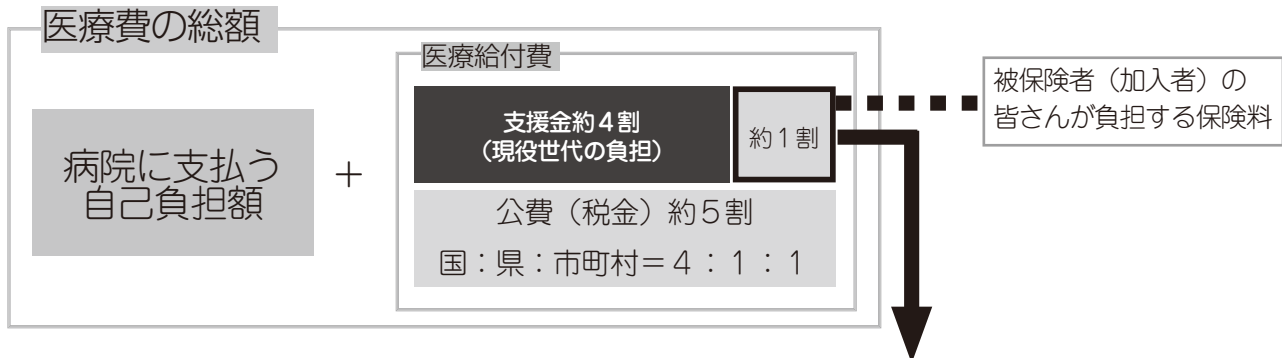 医療費の総額
医療給付費
病院に支払う
自己負担額
＋
支援金約４割
（現役世代の負担）
約１割
公費（税金）約５割
国：県：市町村＝４：１：１
被保険者（加入者）の
皆さんが負担する保険料